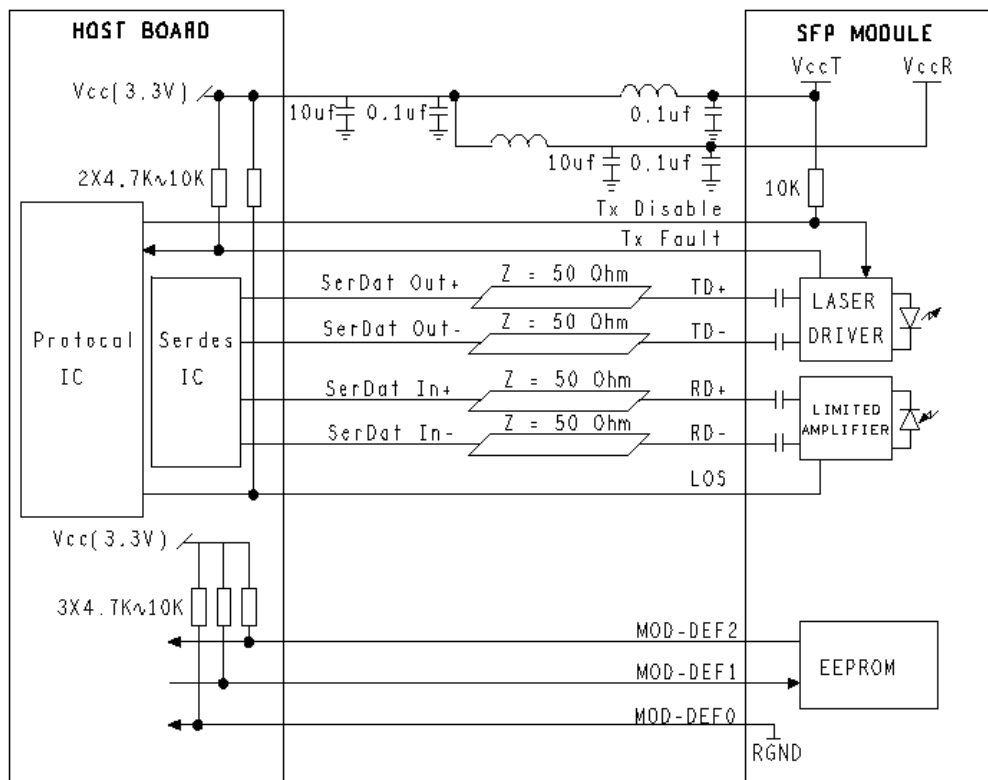 HOST BOARD
SFP MODULE
VccT VccR
Vcc(3.3V)
10uf 0.1uf
0.1uf
10uf 0.1uf
2X4.7K∿10K
10K
Tx Disable
Tx Fault
SerDat Out+ Z = 50 Ohm TD+
SerDat Out- Z = 50 Ohm TD-
LASER
DRIVER
Protocal
IC
Serdes
IC
SerDat In+ Z = 50 Ohm RD+
SerDat In- Z = 50 Ohm RD-
LIMITED
AMPLIFIER
LOS
Vcc(3.3V)
3X4.7K∿10K
MOD-DEF2
MOD-DEF1
EEPROM
MOD-DEF0
RGND